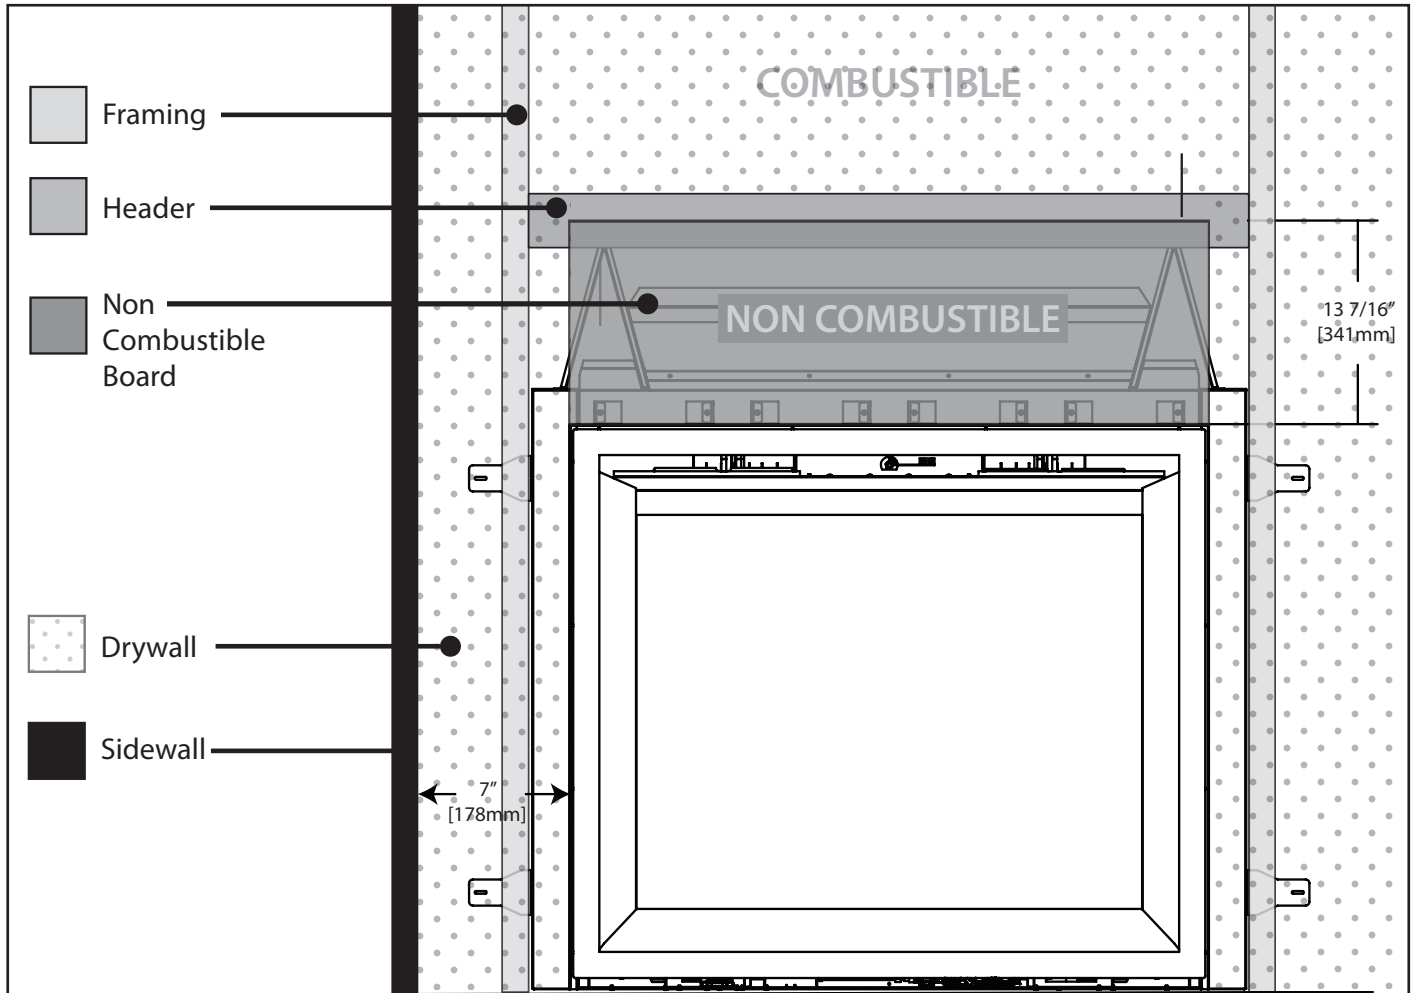 COMBUSTIBLE
Framing
Header
Non
Combustible
Board
NON COMBUSTIBLE
13 7/16"
[341mm]
Drywall
Sidewall
7"
[178mm]